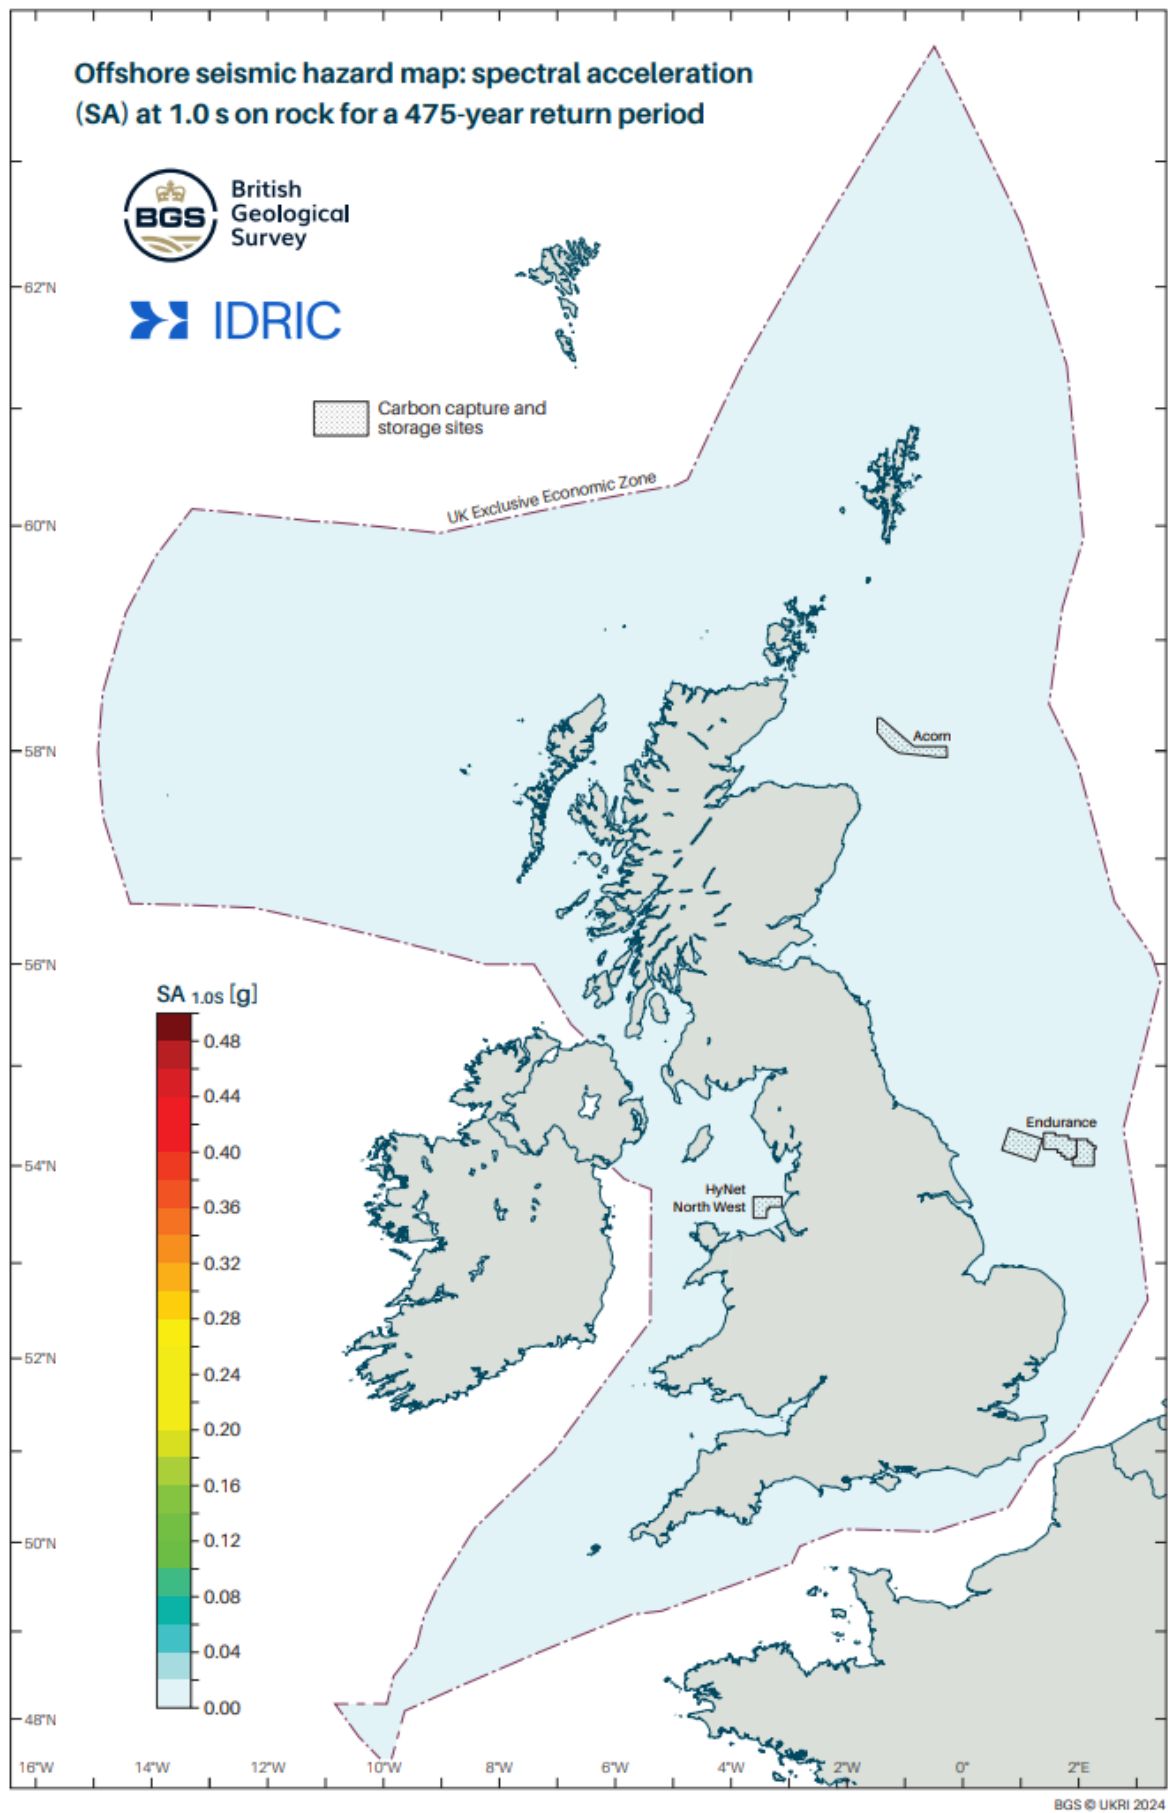 Offshore seismic hazard map: spectral acceleration
(SA) at 1.0 s on rock for a 475-year return period
BGS
British
Geological
Survey
IDRIC
Carbon capture and
storage sites
UK Exclusive Economic Zone
62°N
60°N
58°N
56°N
54°N
52°N
50°N
48°N
Acorn
Endurance
HyNet
North West
SA 1.0S [g]
0.48
0.44
0.40
0.36
0.32
0.28
0.24
0.20
0.16
0.12
0.08
0.04
0.00
16°W
14°W
12°W
10°W
8°W
6°W
4°W
2°W
0°
2°E
BGS © UKRI 2024